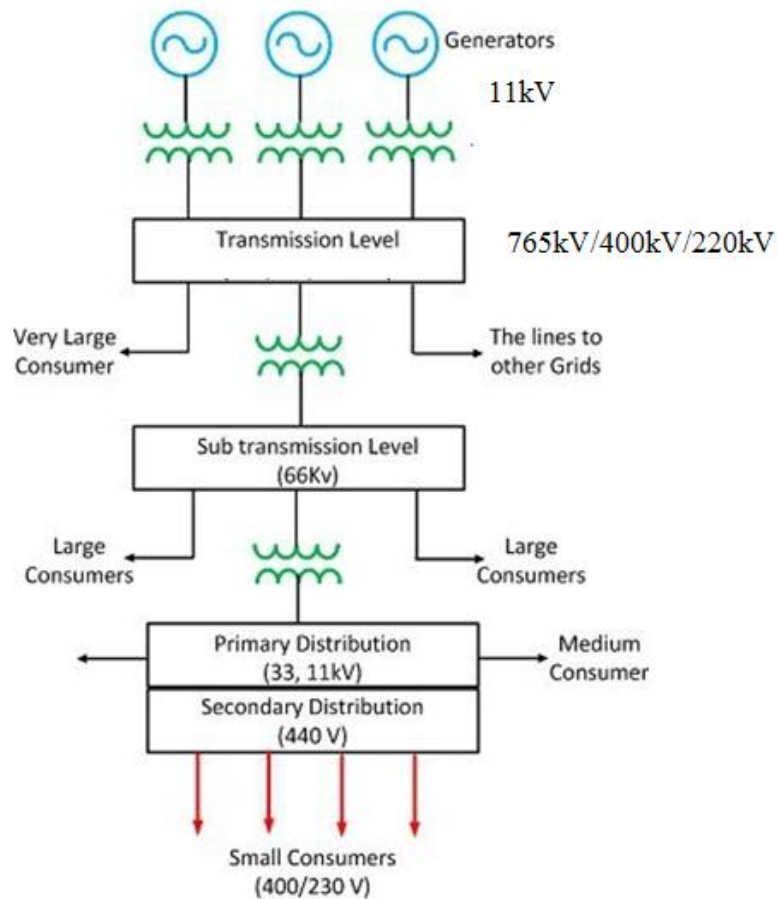 Generators
11kV
Transmission Level
765kV/400kV/220kV
Very Large
Consumer
The lines to
other Grids
Sub transmission Level
(66Kv)
Large
Consumers
Large
Consumers
Primary Distribution
(33, 11kV)
Medium
Consumer
Secondary Distribution
(440 V)
Small Consumers
(400/230 V)